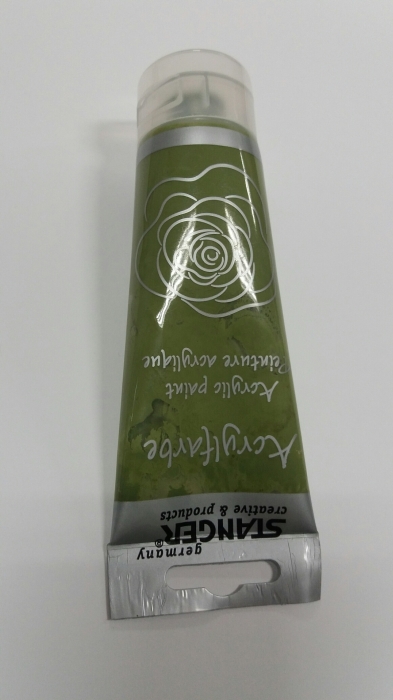 germany
STANGER®
creative & products
Acrylfarbe
Acrylic paint
Peinture acrylique